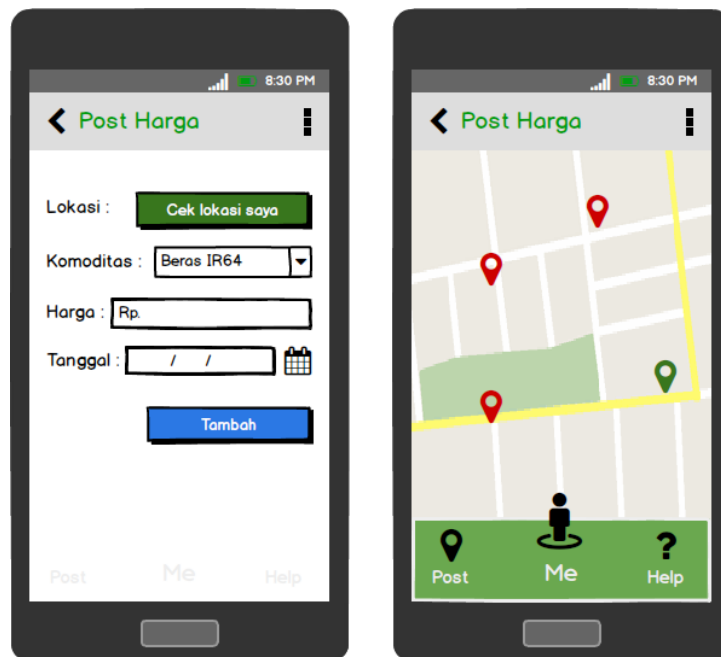 8:30 PM
Post Harga
Lokasi :
Cek lokasi saya
Komoditas :
Beras IR64
Harga :
Rp.
Tanggal :
/ /
Tambah
Post
Me
Help
8:30 PM
Post Harga
Post
Me
?
Help